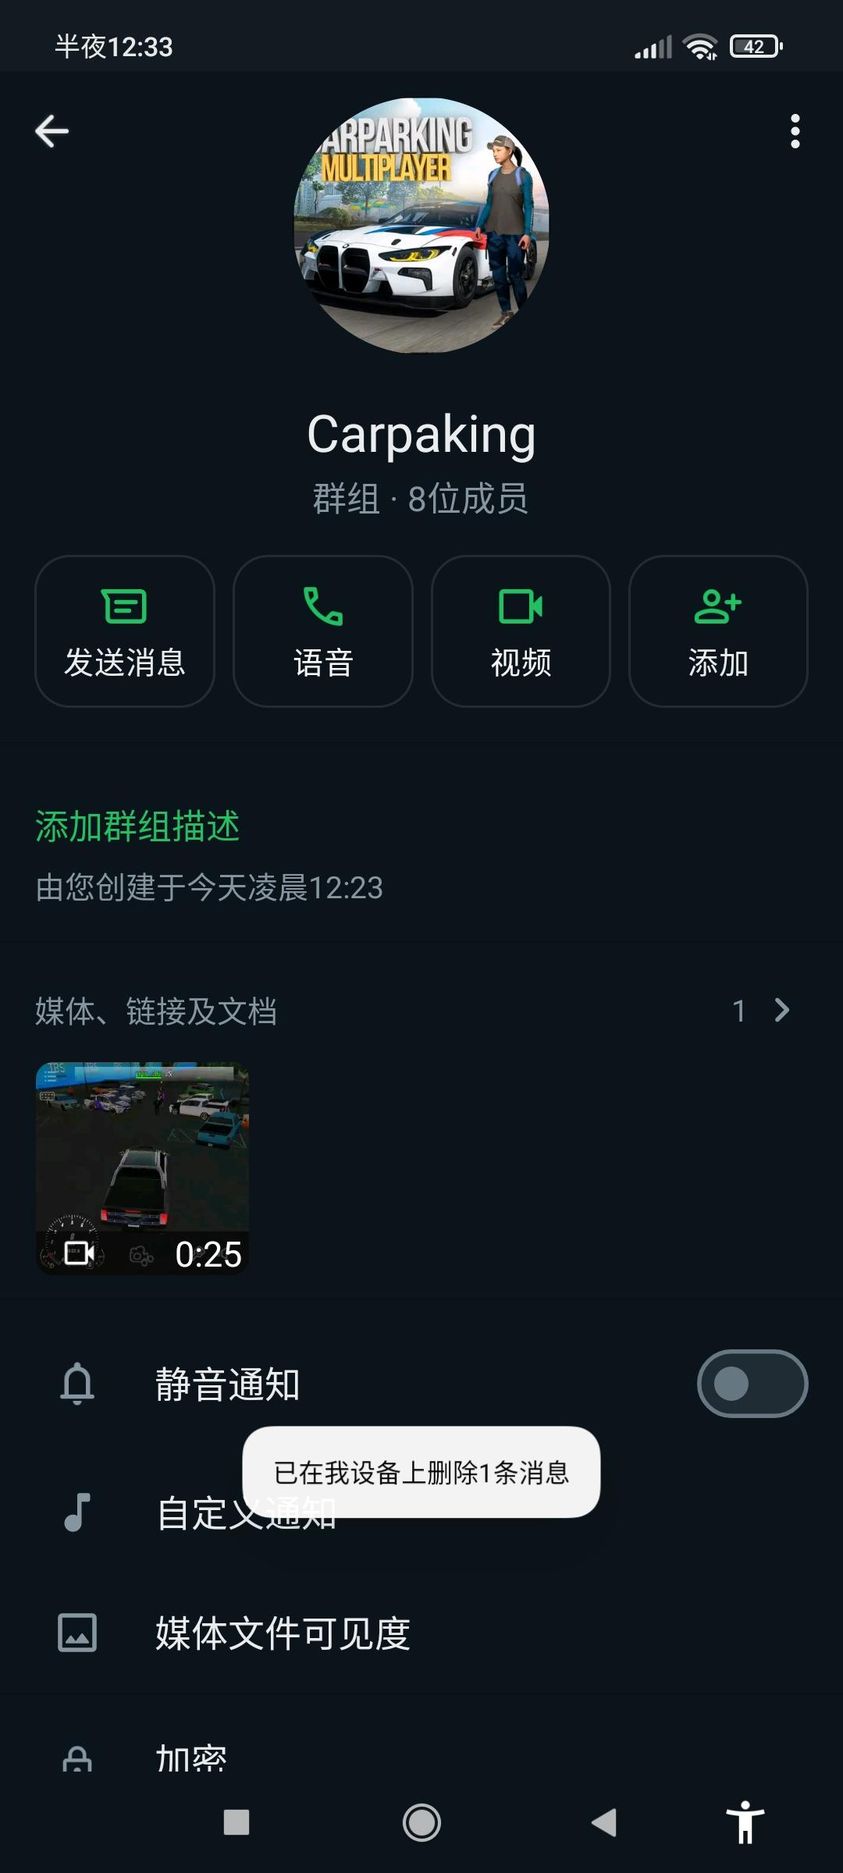 半夜12:33
42
ARPARKING
MULTIPLAYER
Carpaking
群组 · 8位成员
发送消息
语音
视频
添加
添加群组描述
由您创建于今天凌晨12:23
媒体、链接及文档
1
0:25
静音通知
已在我设备上删除1条消息
自定义通知
媒体文件可见度
加密